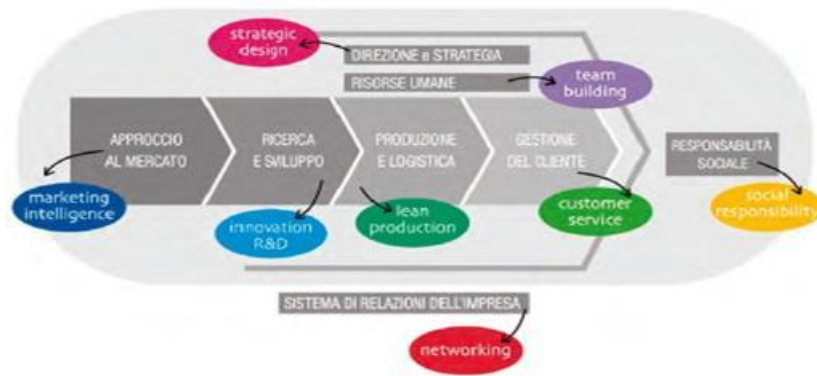 strategic
design
DIREZIONE e STRATEGIA
RISORSE UMANE
team
building
APPROCCIO
AL MERCATO
RICERCA
E SVILUPPO
PRODUZIONE
E LOGISTICA
GESTIONE
DEL CLIENTE
RESPONSABILITÀ
SOCIALE
marketing
intelligence
innovation
R&D
lean
production
customer
service
social
responsibility
SISTEMA DI RELAZIONI DELL'IMPRESA
networking